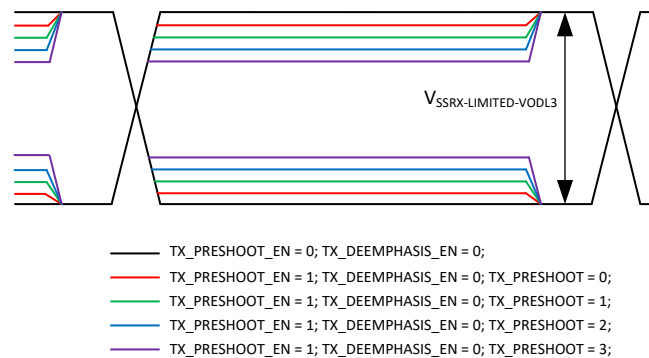 VSSRX-LIMITED-VODL3
TX_PRESHOOT_EN = 0; TX_DEEMPHASIS_EN = 0;
TX_PRESHOOT_EN = 1; TX_DEEMPHASIS_EN = 0; TX_PRESHOOT = 0;
TX_PRESHOOT_EN = 1; TX_DEEMPHASIS_EN = 0; TX_PRESHOOT = 1;
TX_PRESHOOT_EN = 1; TX_DEEMPHASIS_EN = 0; TX_PRESHOOT = 2;
TX_PRESHOOT_EN = 1; TX_DEEMPHASIS_EN = 0; TX_PRESHOOT = 3;